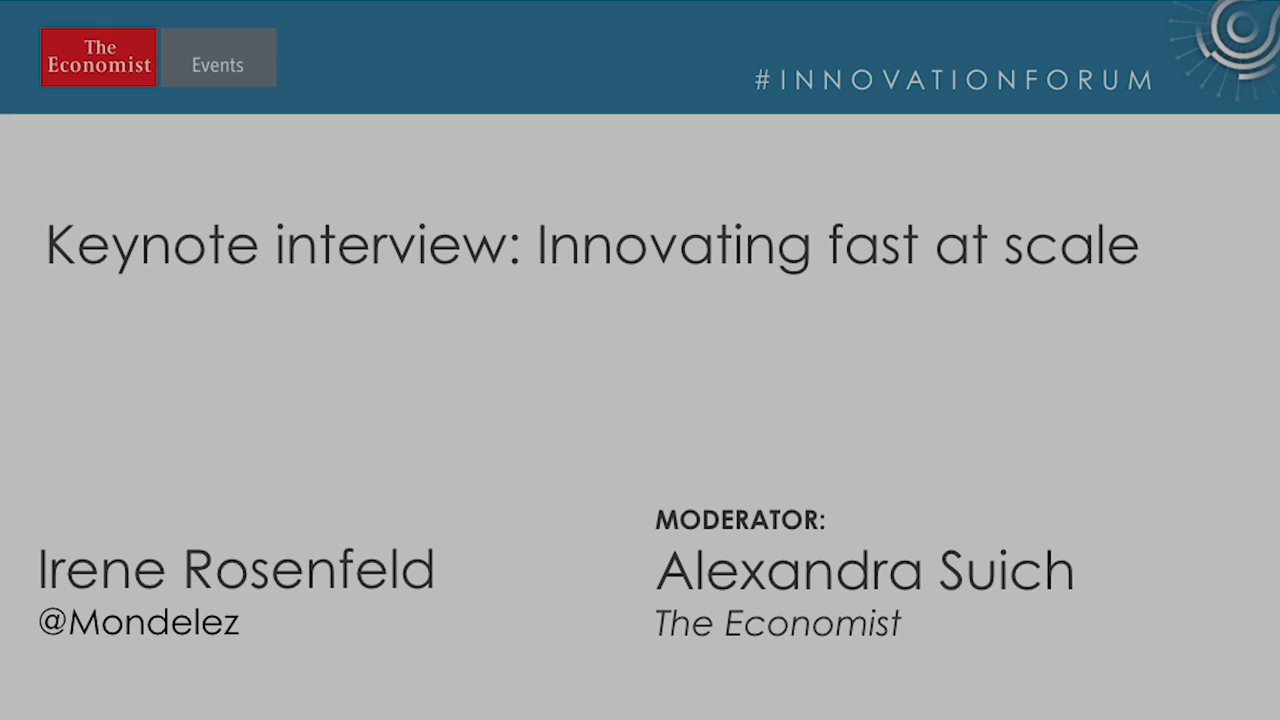 The
Economist
Events
#INNOVATIONFORUM
Keynote interview: Innovating fast at scale
Irene Rosenfeld
@Mondelez
MODERATOR:
Alexandra Suich
The Economist